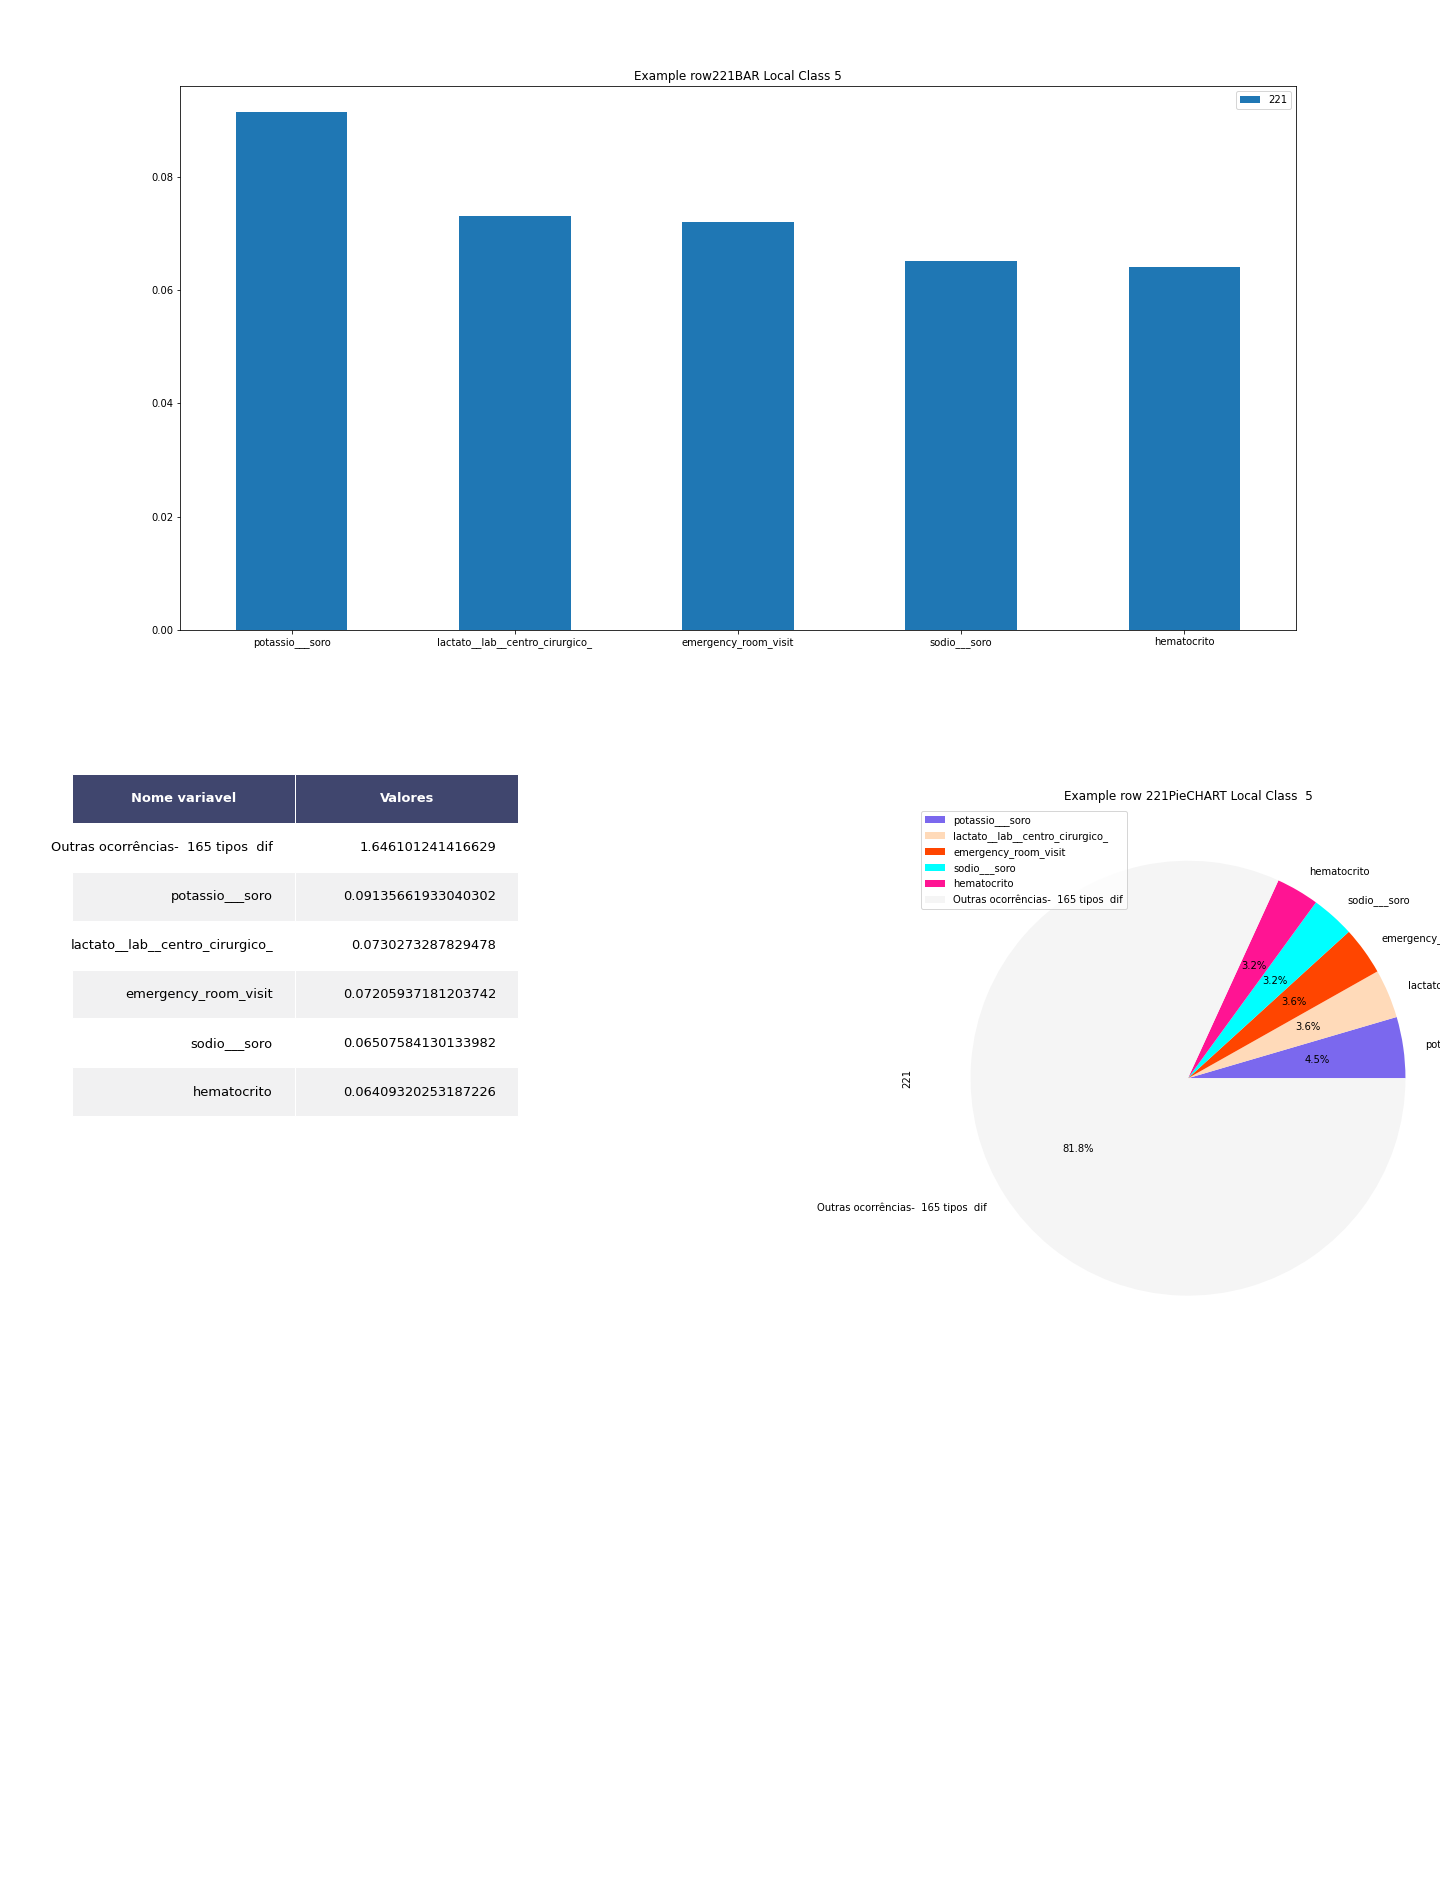 Example row221BAR Local Class 5
221
0.08
0.06
0.04
0.02
0.00
potassio___soro
lactato__lab__centro_cirurgico_
emergency_room_visit
sodio___soro
hematocrito
Nome variavel Valores
Outras ocorrências-  165 tipos  dif 1.646101241416629
potassio___soro 0.09135661933040302
lactato__lab__centro_cirurgico_ 0.0730273287829478
emergency_room_visit 0.07205937181203742
sodio___soro 0.06507584130133982
hematocrito 0.06409320253187226
Example row 221PieCHART Local Class  5
potassio___soro
lactato__lab__centro_cirurgico_
emergency_room_visit
sodio___soro
hematocrito
Outras ocorrências-  165 tipos  dif
hematocrito
sodio___soro
emergency_
lactato
pot
3.2%
3.2%
3.6%
3.6%
4.5%
221
81.8%
Outras ocorrências-  165 tipos  dif